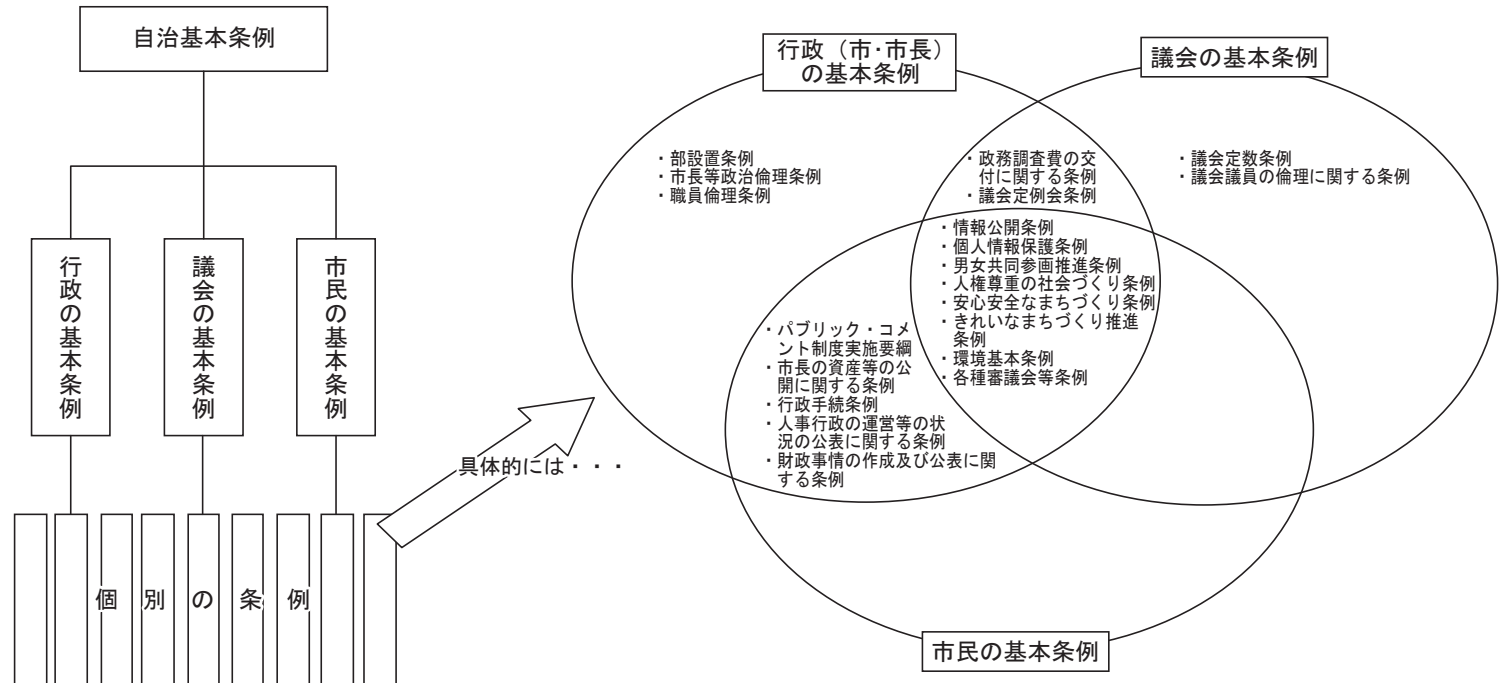 自治基本条例
行政の基本条例
議会の基本条例
市民の基本条例
個別の条例
具体的には・・・
行政（市・市長）
の基本条例
議会の基本条例
・部設置条例
・市長等政治倫理条例
・職員倫理条例
・政務調査費の交
付に関する条例
・議会定例会条例
・議会定数条例
・議会議員の倫理に関する条例
・情報公開条例
・個人情報保護条例
・男女共同参画推進条例
・人権尊重の社会づくり条例
・安心安全なまちづくり条例
・きれいなまちづくり推進
条例
・環境基本条例
・各種審議会等条例
・パブリック・コメ
ント制度実施要綱
・市長の資産等の公
開に関する条例
・行政手続条例
・人事行政の運営等の状
況の公表に関する条例
・財政事情の作成及び公表に関
する条例
市民の基本条例